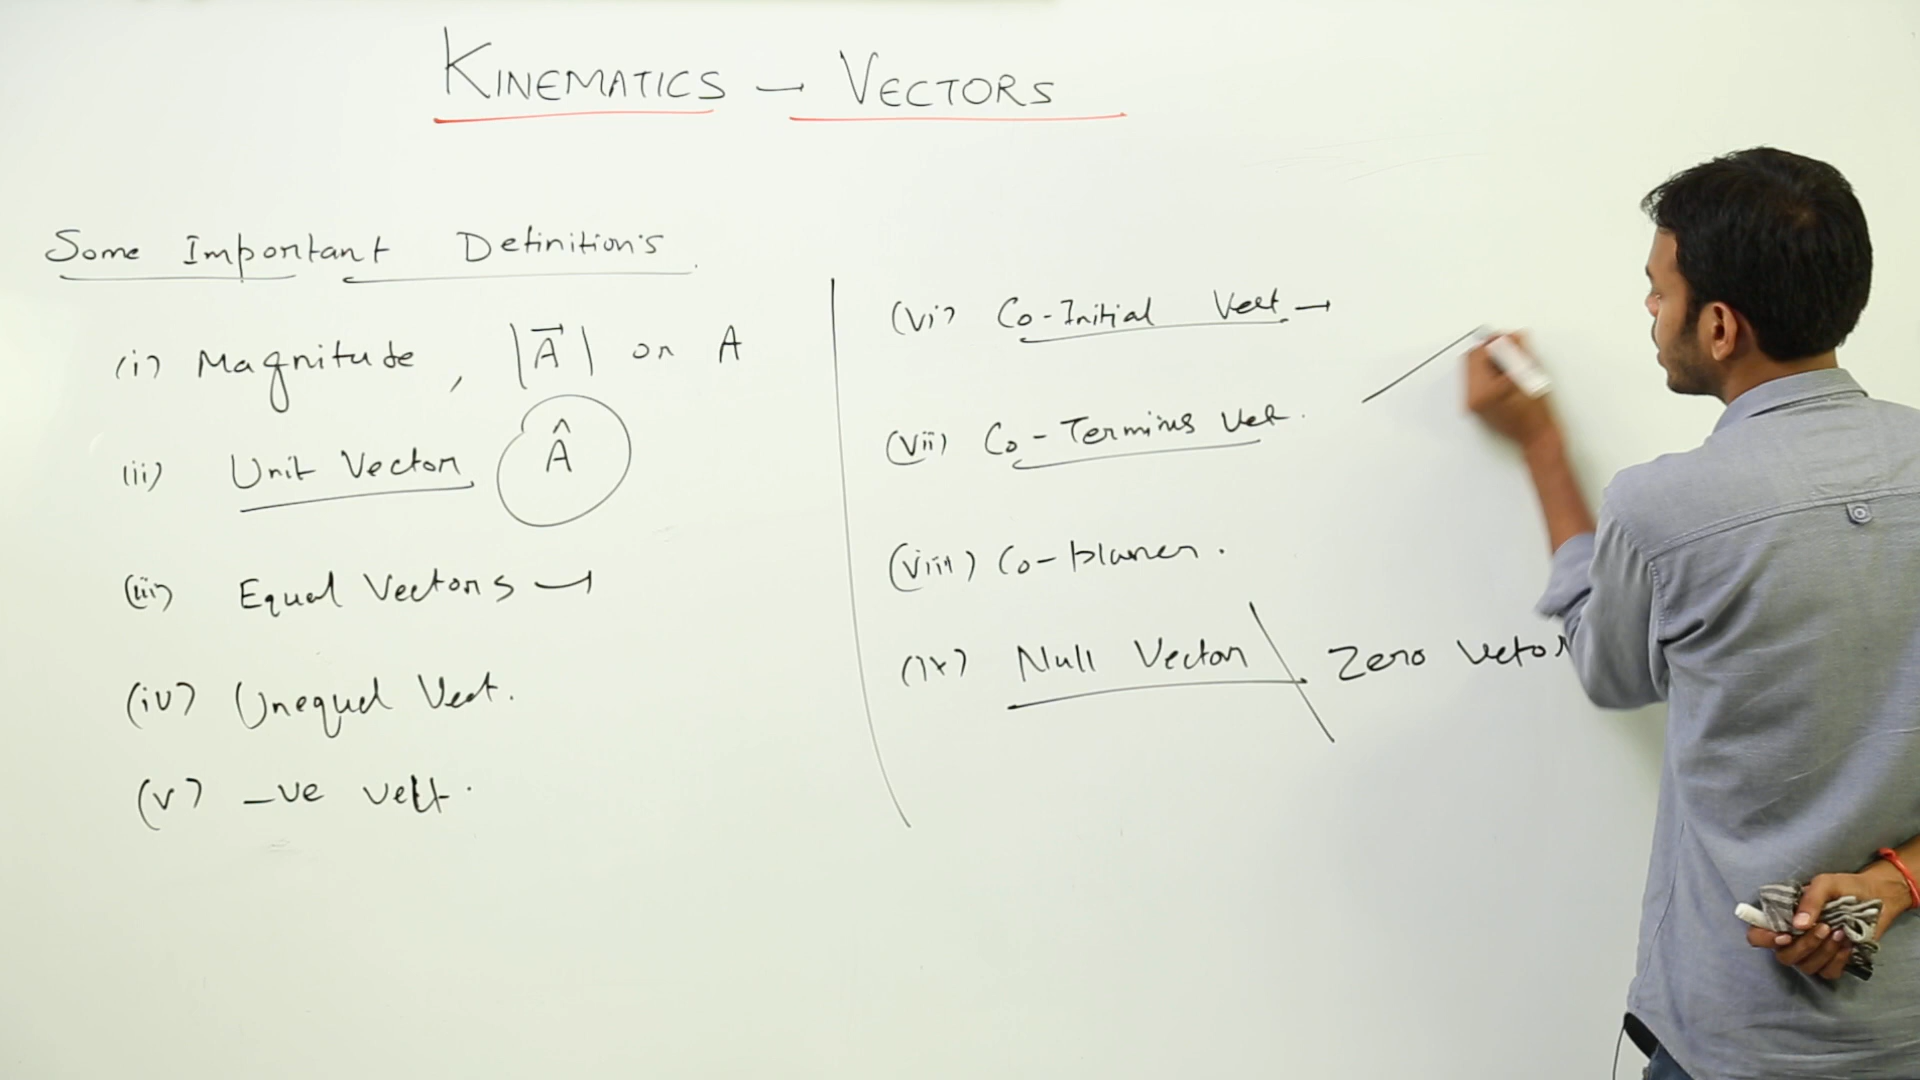 KINEMATICS → VECTORS
Some Important Definition's
(i) Magnitude, |A⃗| or A
(ii) Unit Vector Â
(iii) Equal Vectors →
(iv) Unequal Vect.
(v) -ve vect.
(vi) Co-Initial Vect →
(vii) Co-Terminus Vect.
(viii) Co-planer.
(ix) Null Vector \ Zero Vetor